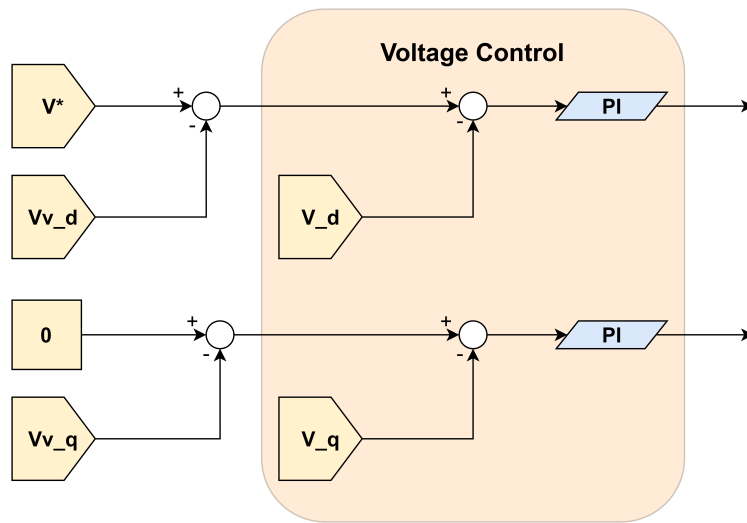 Voltage Control
V*
+
-
+
-
PI
Vv_d
V_d
0
+
-
+
-
PI
Vv_q
V_q